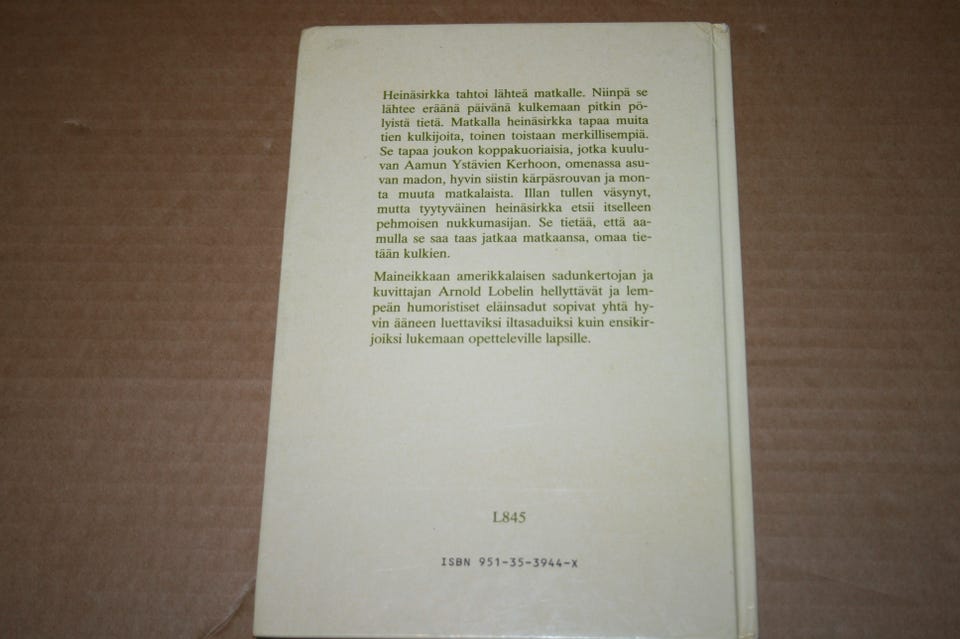 Heinäsirkka tahtoi lähteä matkalle. Niinpä se
lähtee eräänä päivänä kulkemaan pitkin pö-
lyistä tietä. Matkalla heinäsirkka tapaa muita
tien kulkijoita, toinen toistaan merkillisempiä.
Se tapaa joukon koppakuoriaisia, jotka kuulu-
van Aamun Ystävien Kerhoon, omenassa asu-
van madon, hyvin siistin kärpäsrouvan ja mon-
ta muuta matkalaista. Illan tullen väsynyt,
mutta tyytyväinen heinäsirkka etsii itselleen
pehmoisen nukkumasijan. Se tietää, että aa-
mulla se saa taas jatkaa matkaansa, omaa tie-
tään kulkien.
Maineikkaan amerikkalaisen sadunkertojan ja
kuvittajan Arnold Lobelin hellyttävät ja lem-
peän humoristiset eläinsadut sopivat yhtä hy-
vin ääneen luettaviksi iltasaduiksi kuin ensikir-
joiksi lukemaan opetteleville lapsille.
L845
ISBN 951-35-3944-X